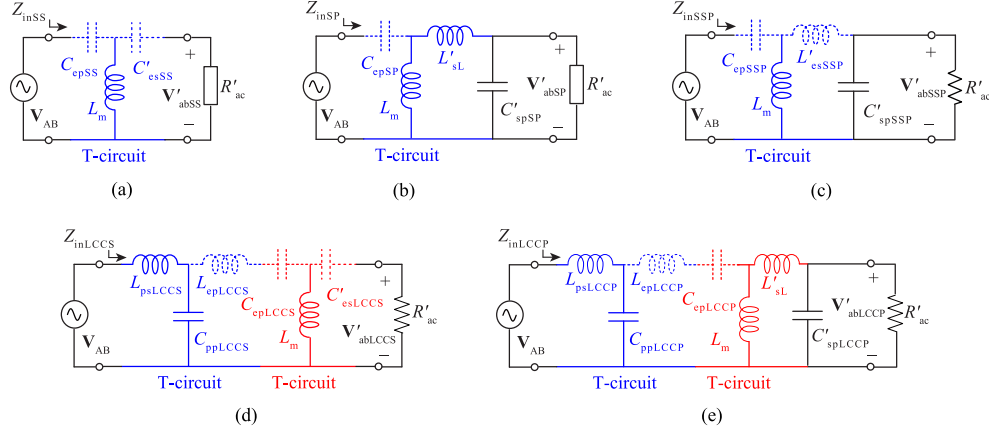 Z_inSS
C_epSS
C'_esSS
L_m
V_AB
V'_abSS
R'_ac
+
−
T-circuit
(a)
Z_inSP
C_epSP
L'_sL
L_m
V_AB
V'_abSP
C'_spSP
R'_ac
+
−
T-circuit
(b)
Z_inSSP
C_epSSP
L'_esSSP
L_m
V_AB
V'_abSSP
C'_spSSP
R'_ac
+
−
T-circuit
(c)
Z_inLCCS
L_psLCCS
L_epLCCS
C_epLCCS
C'_esLCCS
C_ppLCCS
L_m
V_AB
V'_abLCCS
R'_ac
+
−
T-circuit
T-circuit
(d)
Z_inLCCP
L_psLCCP
L_epLCCP
C_epLCCP
L'_sL
C_ppLCCP
L_m
V_AB
V'_abLCCP
C'_spLCCP
R'_ac
+
−
T-circuit
T-circuit
(e)